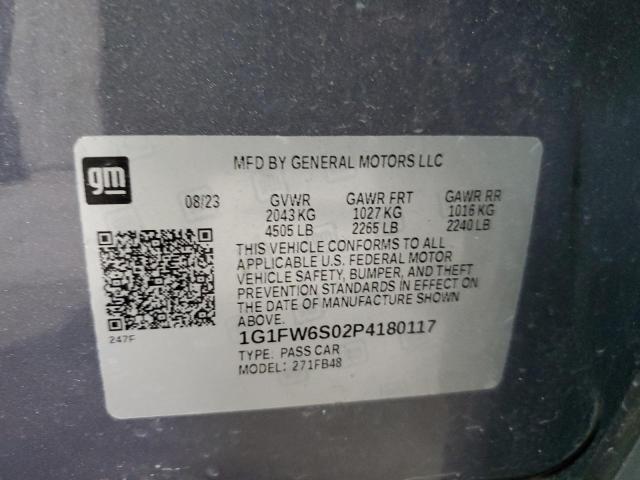 gm
MFD BY GENERAL MOTORS LLC
08/23 GVWR GAWR FRT GAWR RR
2043 KG 1027 KG 1016 KG
4505 LB 2265 LB 2240 LB
THIS VEHICLE CONFORMS TO ALL
APPLICABLE U.S. FEDERAL MOTOR
VEHICLE SAFETY, BUMPER, AND THEFT
PREVENTION STANDARDS IN EFFECT ON
THE DATE OF MANUFACTURE SHOWN
ABOVE.
247F
1G1FW6S02P4180117
TYPE: PASS CAR
MODEL: 271FB48